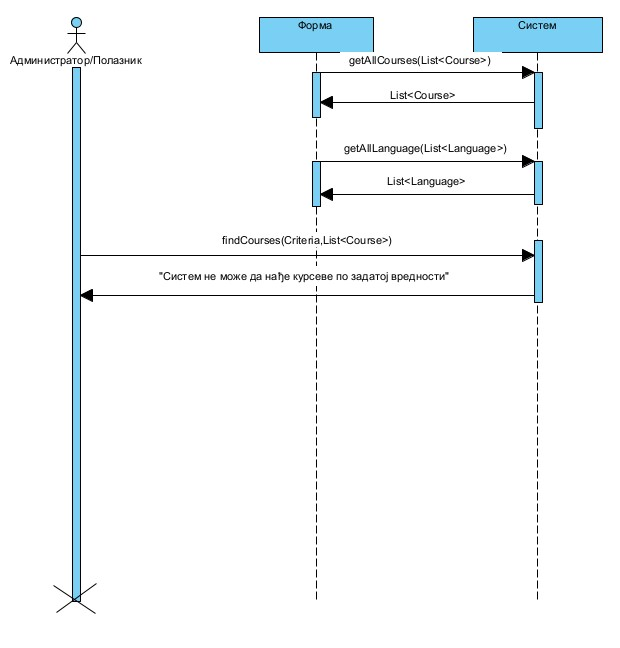 Форма
Систем
Администратор/Полазник
getAllCourses(List<Course>)
List<Course>
getAllLanguage(List<Language>)
List<Language>
findCourses(Criteria,List<Course>)
"Систем не може да нађе курсеве по задатој вредности"